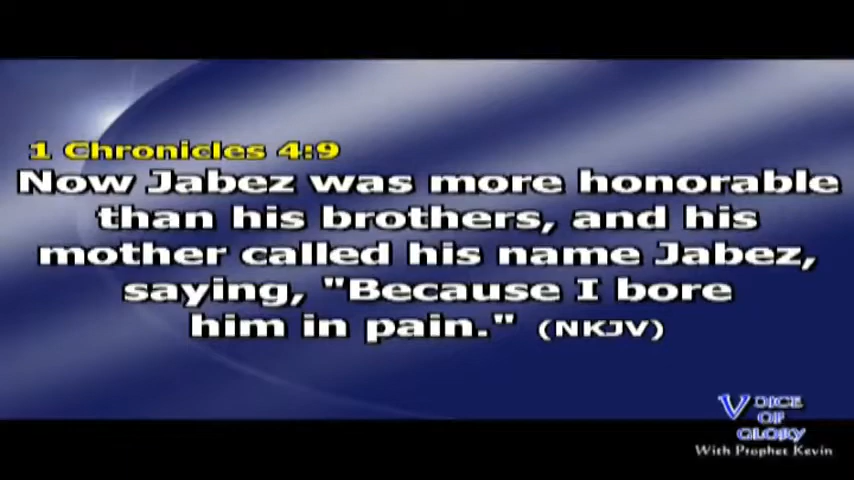 1 Chronicles 4:9
Now Jabez was more honorable
than his brothers, and his
mother called his name Jabez,
saying, "Because I bore
him in pain." (NKJV)
VOICE
OF
GLORY
With Prophet Kevin